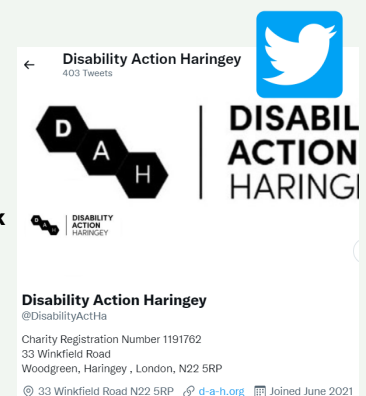 Disability Action Haringey
403 Tweets
D
A
H
DISABIL
ACTION
HARINGE
k
DAH
DISABILITY
ACTION
HARINGEY
Disability Action Haringey
@DisabilityActHa
Charity Registration Number 1191762
33 Winkfield Road
Woodgreen, Haringey , London, N22 5RP
33 Winkfield Road N22 5RP d-a-h.org Joined June 2021